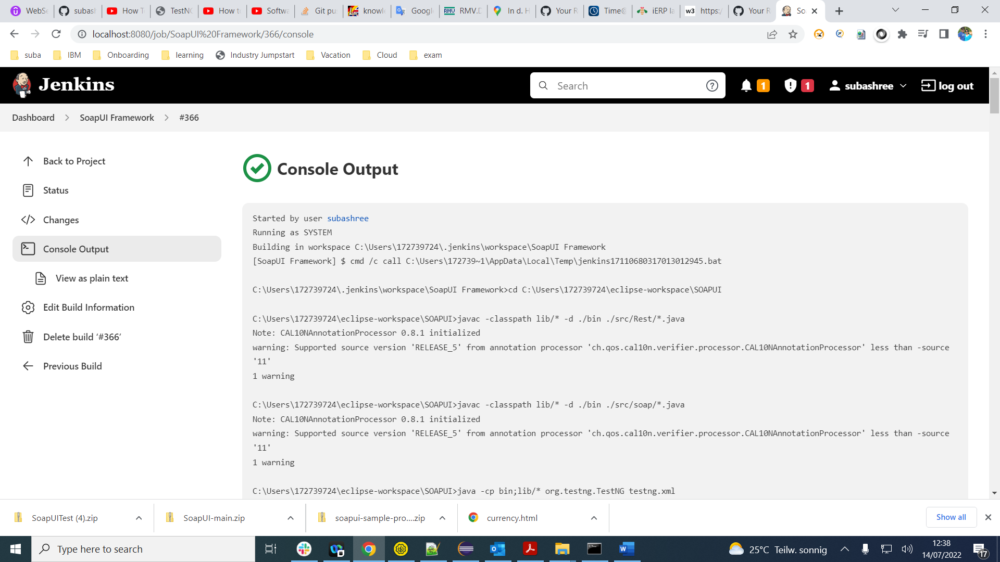 WebSe
subash
How T
TestNG
How to
Softwa
Git pu
knowle
Google
RMV.D
In d. H
Your R
Time@
iERP la
w3 https:/
Your R
So
localhost:8080/job/SoapUI%20Framework/366/console
suba
IBM
Onboarding
learning
Industry Jumpstart
Vacation
Cloud
exam
Jenkins
Search
1
1
subashree
log out
Dashboard
SoapUI Framework
#366
Back to Project
Status
Changes
Console Output
View as plain text
Edit Build Information
Delete build ‘#366’
Previous Build
Console Output
Started by user subashree
Running as SYSTEM
Building in workspace C:\Users\172739724\.jenkins\workspace\SoapUI Framework
[SoapUI Framework] $ cmd /c call C:\Users\172739~1\AppData\Local\Temp\jenkins17110680317013012945.bat
C:\Users\172739724\.jenkins\workspace\SoapUI Framework>cd C:\Users\172739724\eclipse-workspace\SOAPUI
C:\Users\172739724\eclipse-workspace\SOAPUI>javac -classpath lib/* -d ./bin ./src/Rest/*.java
Note: CAL10NAnnotationProcessor 0.8.1 initialized
warning: Supported source version 'RELEASE_5' from annotation processor 'ch.qos.cal10n.verifier.processor.CAL10NAnnotationProcessor' less than -source
'11'
1 warning
C:\Users\172739724\eclipse-workspace\SOAPUI>javac -classpath lib/* -d ./bin ./src/soap/*.java
Note: CAL10NAnnotationProcessor 0.8.1 initialized
warning: Supported source version 'RELEASE_5' from annotation processor 'ch.qos.cal10n.verifier.processor.CAL10NAnnotationProcessor' less than -source
'11'
1 warning
C:\Users\172739724\eclipse-workspace\SOAPUI>java -cp bin;lib/* org.testng.TestNG testng.xml
SoapUITest (4).zip
SoapUI-main.zip
soapui-sample-pro....zip
currency.html
Show all
Type here to search
25°C Teilw. sonnig
12:38
14/07/2022
17